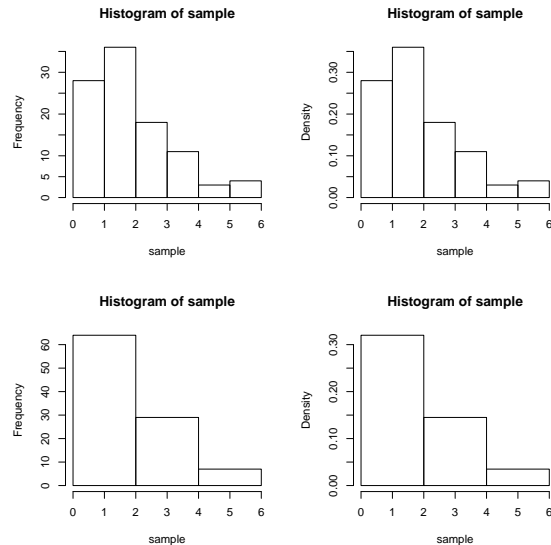 Histogram of sample
Frequency
0 5 10 20 30
0 1 2 3 4 5 6
sample
Histogram of sample
Density
0.00 0.10 0.20 0.30
0 1 2 3 4 5 6
sample
Histogram of sample
Frequency
0 10 20 30 40 50 60
0 1 2 3 4 5 6
sample
Histogram of sample
Density
0.00 0.10 0.20 0.30
0 1 2 3 4 5 6
sample